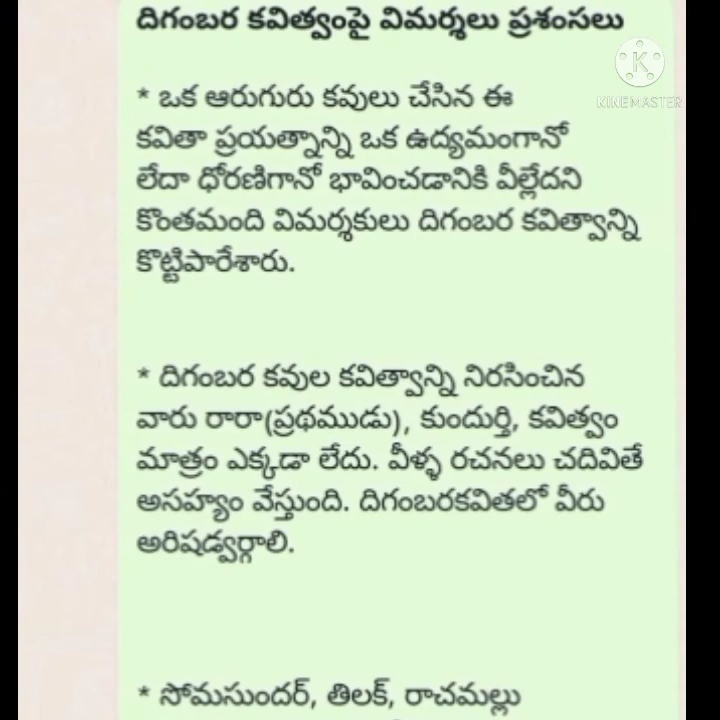 దిగంబర కవిత్వంపై విమర్శలు ప్రశంసలు
K
KINEMASTER
* ఒక ఆరుగురు కవులు చేసిన ఈ
కవితా ప్రయత్నాన్ని ఒక ఉద్యమంగానో
లేదా ధోరణిగానో భావించడానికి వీల్లేదని
కొంతమంది విమర్శకులు దిగంబర కవిత్వాన్ని
కొట్టిపారేశారు.
* దిగంబర కవుల కవిత్వాన్ని నిరసించిన
వారు రారా(ప్రథముడు), కుందుర్తి, కవిత్వం
మాత్రం ఎక్కడా లేదు. వీళ్ళ రచనలు చదివితే
అసహ్యం వేస్తుంది. దిగంబరకవితలో వీరు
అరిషడ్వర్గాలి.
* సోమసుందర్, తిలక్, రాచమల్లు